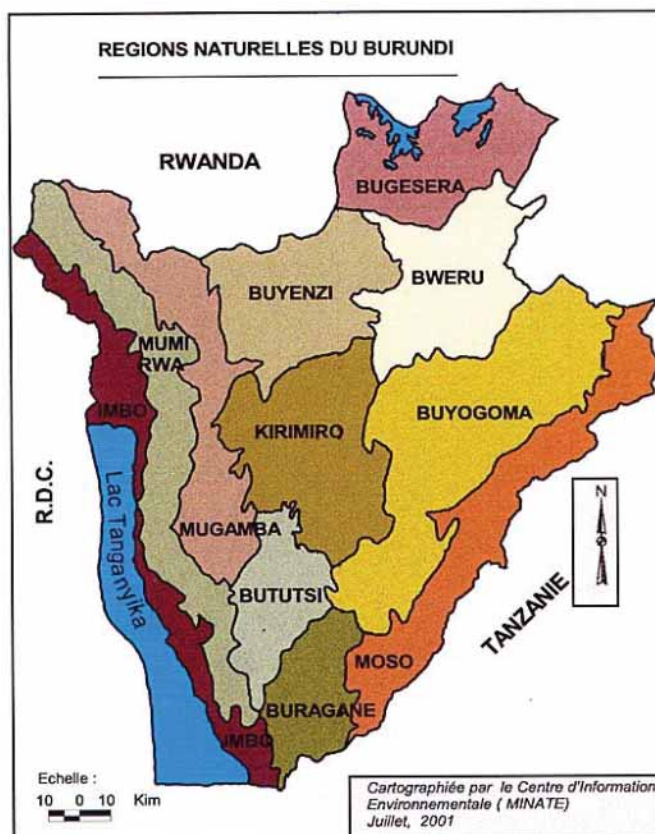 REGIONS NATURELLES DU BURUNDI
RWANDA
BUGESERA
BUYENZI
BWERU
MUMI
RWA
IMBO
KIRIMIRO
BUYOGOMA
R.D.C.
Lac Tanganyika
MUGAMBA
N
BUTUTSI
TANZANIE
MOSO
BURAGANE
IMBO
Echelle :
10 0 10 Kim
Cartographiée par le Centre d'Information
Environnementale ( MINATE)
Juillet, 2001